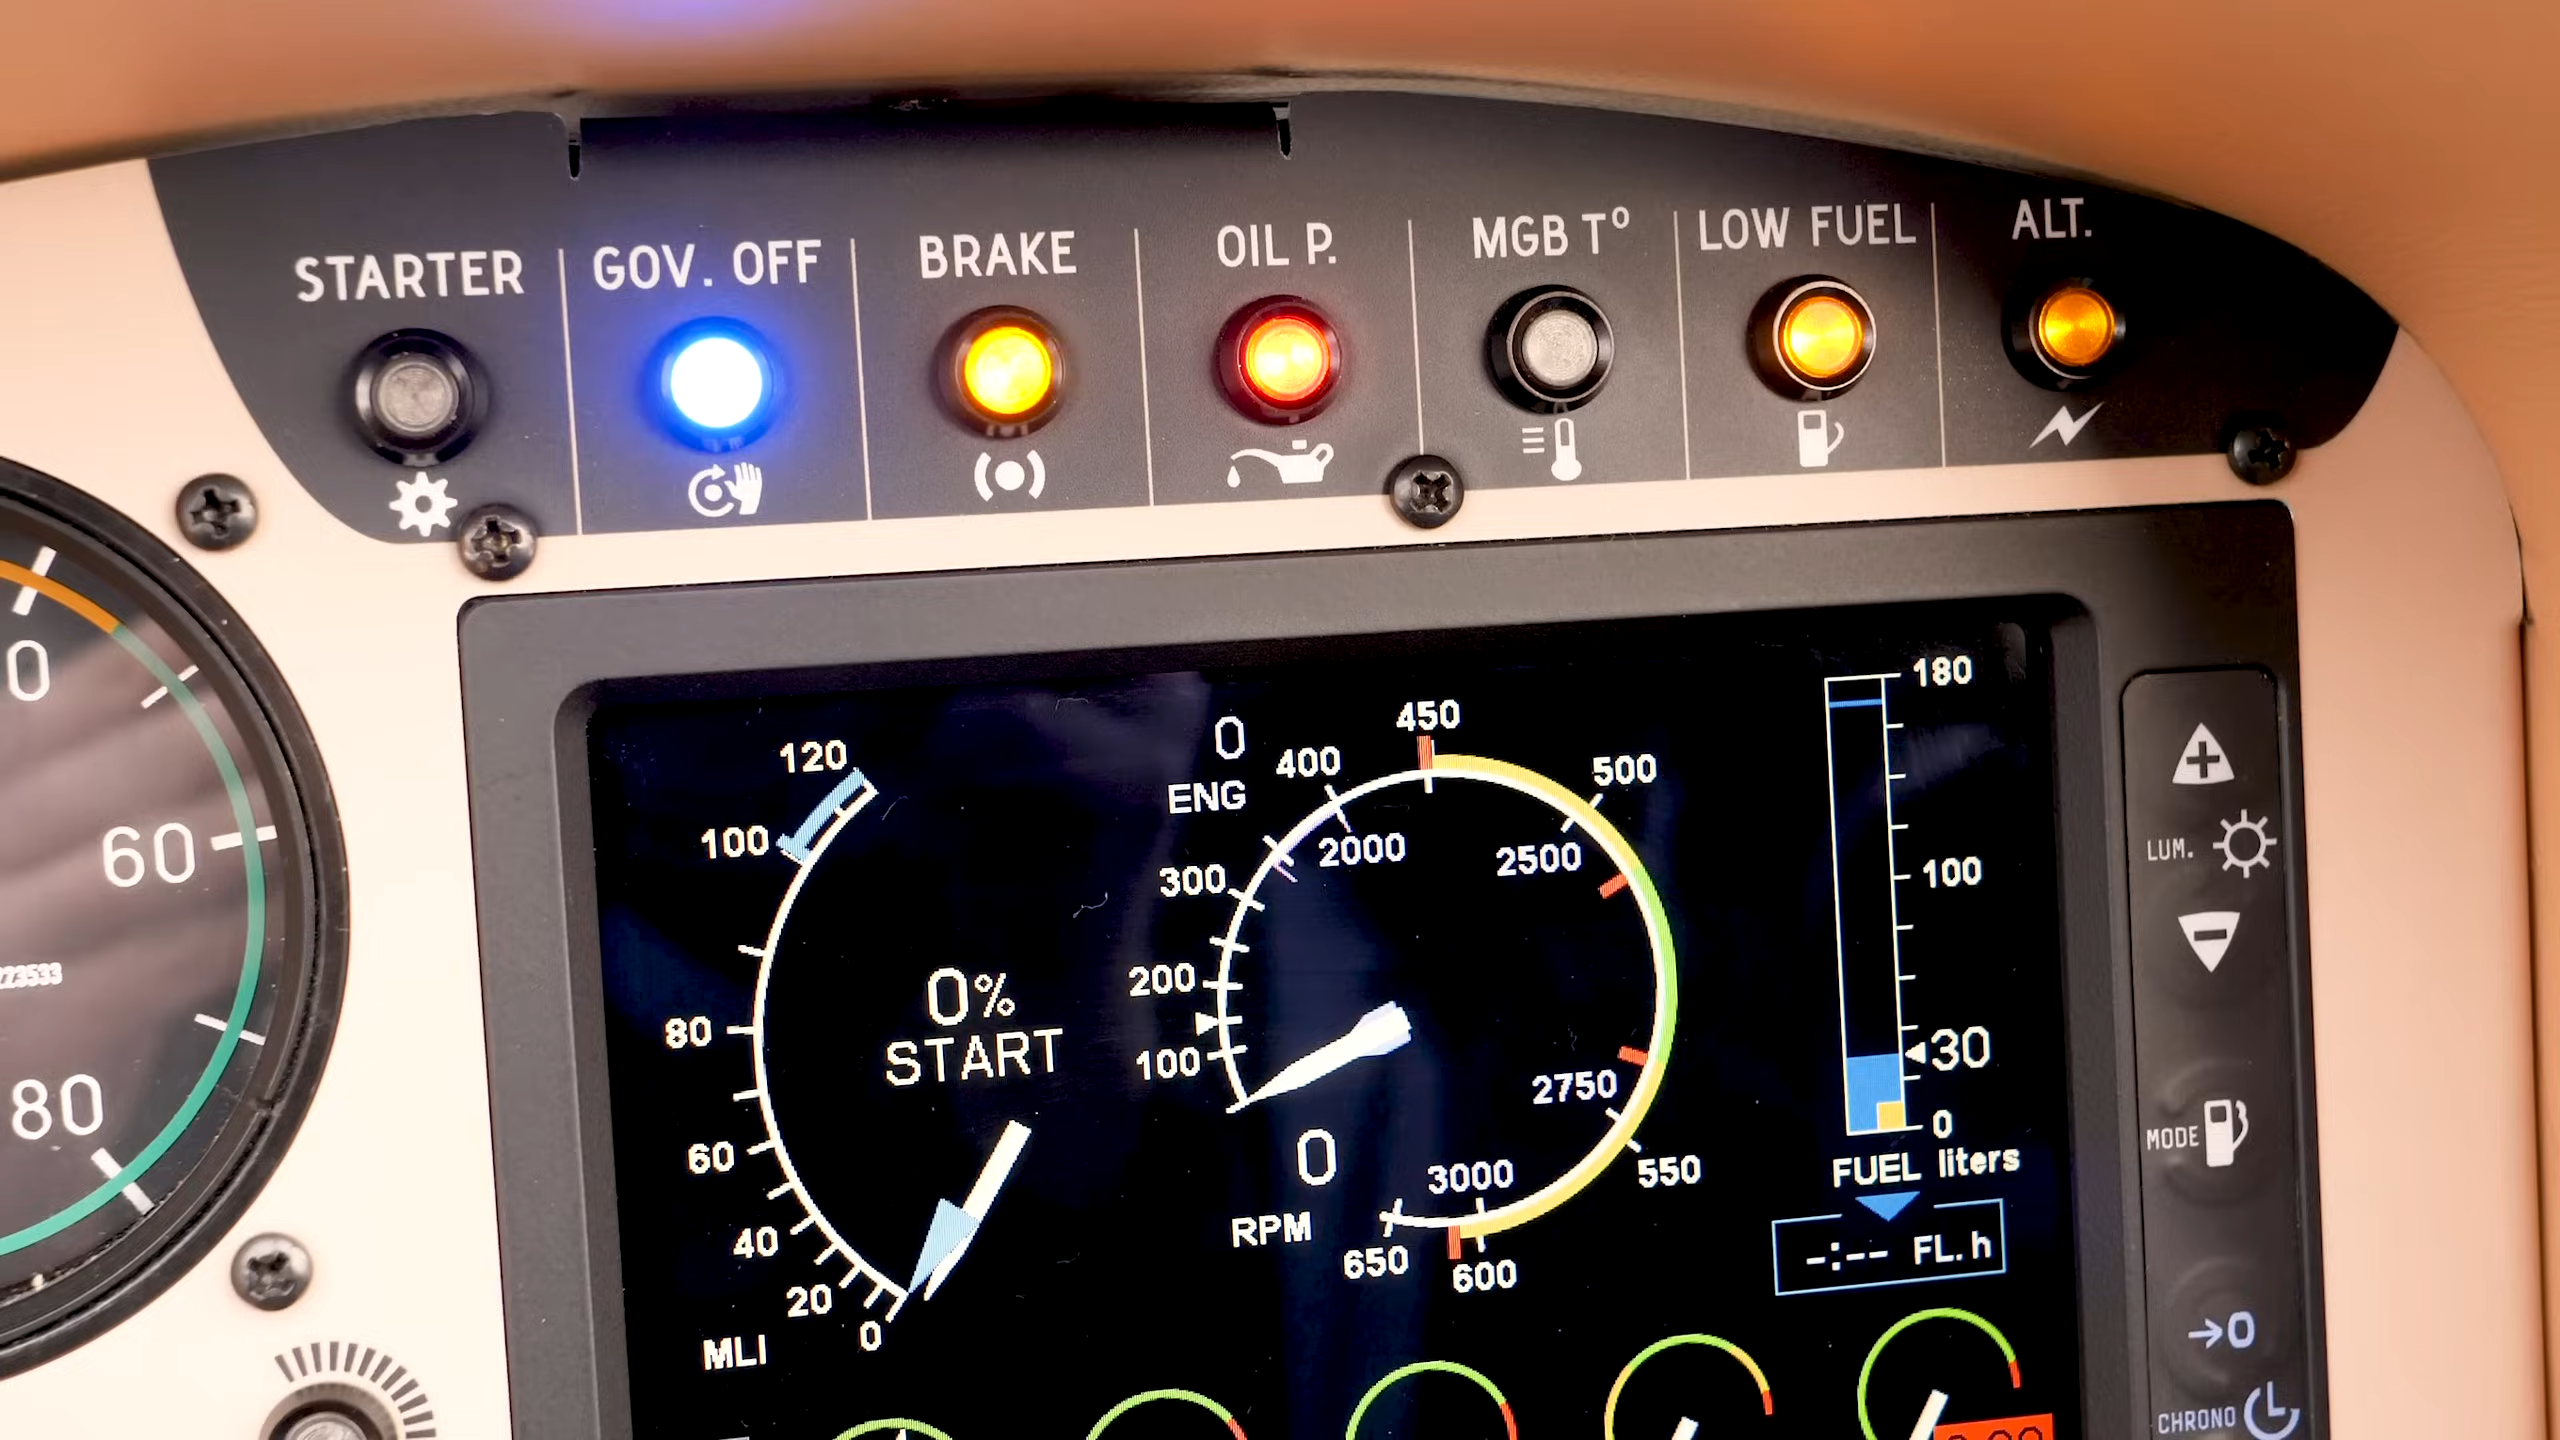 STARTER
GOV. OFF
BRAKE
OIL P.
MGB T°
LOW FUEL
ALT.
0
60
80
223533
120
100
80
60
40
20
0
MLI
0%
START
0
ENG
450
400
500
300
2000
2500
200
100
2750
550
3000
0
RPM
650
600
180
100
30
0
FUEL liters
-:-- FL.h
LUM.
MODE
→0
CHRONO